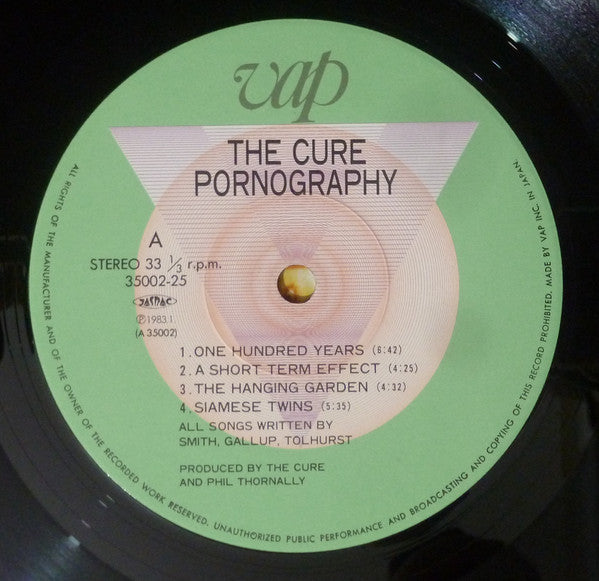 vap
THE CURE
PORNOGRAPHY
A
STEREO 33 1/3 r.p.m.
35002-25
JASRAC
Ⓟ1983.1
(A 35002)
1. ONE HUNDRED YEARS (6:42)
2. A SHORT TERM EFFECT (4:25)
3. THE HANGING GARDEN (4:32)
4. SIAMESE TWINS (5:35)
ALL SONGS WRITTEN BY
SMITH, GALLUP, TOLHURST
PRODUCED BY THE CURE
AND PHIL THORNALLY
ALL RIGHTS OF THE MANUFACTURER AND OF THE OWNER OF THE RECORDED WORK RESERVED. UNAUTHORIZED PUBLIC PERFORMANCE AND BROADCASTING AND COPYING OF THIS RECORD PROHIBITED. MADE BY VAP INC. IN JAPAN.